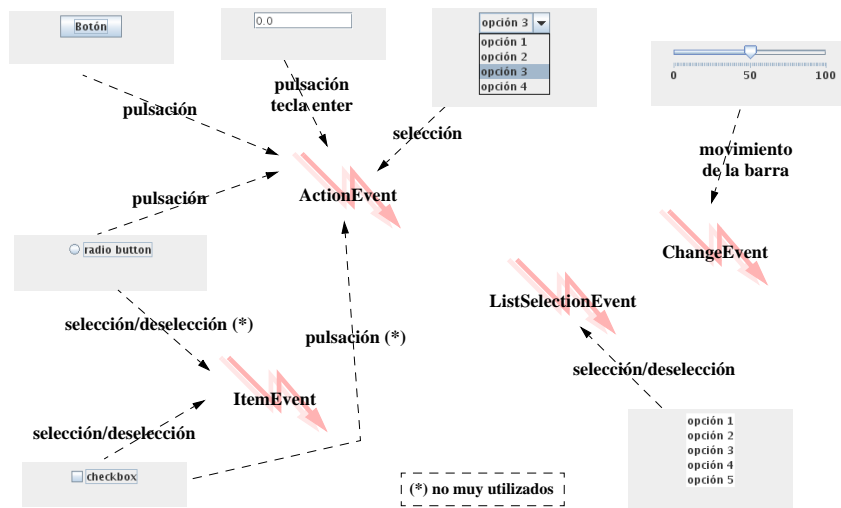 Botón
0.0
opción 3
opción 1
opción 2
opción 3
opción 4
0 50 100
pulsación
pulsación
tecla enter
selección
movimiento
de la barra
pulsación
ActionEvent
radio button
ChangeEvent
ListSelectionEvent
selección/deselección (*)
pulsación (*)
selección/deselección
ItemEvent
selección/deselección
checkbox
opción 1
opción 2
opción 3
opción 4
opción 5
(*) no muy utilizados